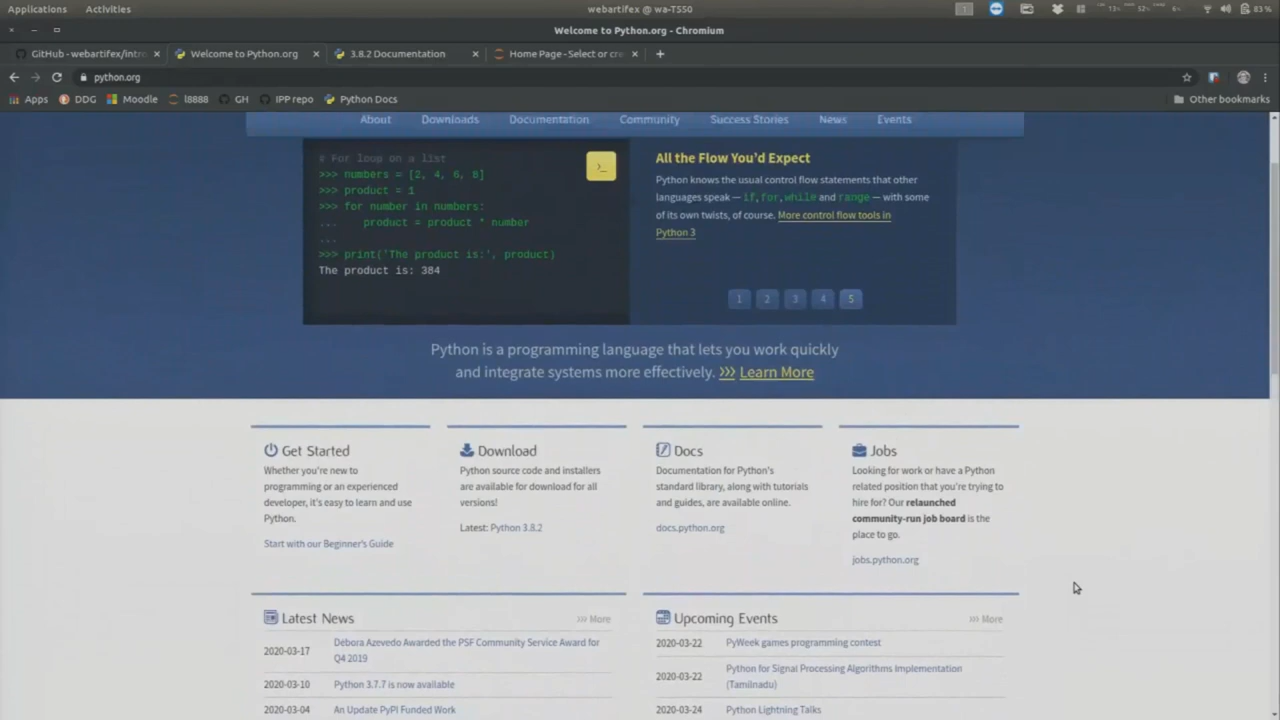 Applications Activities webartifex @ wa-T550 1 13% 52% 6% 83 %
Welcome to Python.org - Chromium
GitHub - webartifex/intro Welcome to Python.org 3.8.2 Documentation Home Page - Select or cre
python.org
Apps DDG Moodle l8888 GH IPP repo Python Docs Other bookmarks
About Downloads Documentation Community Success Stories News Events
# For loop on a list
>>> numbers = [2, 4, 6, 8]
>>> product = 1
>>> for number in numbers:
... product = product * number
...
>>> print('The product is:', product)
The product is: 384
>_
All the Flow You'd Expect
Python knows the usual control flow statements that other
languages speak — if, for, while and range — with some
of its own twists, of course. More control flow tools in
Python 3
1 2 3 4 5
Python is a programming language that lets you work quickly
and integrate systems more effectively. >>> Learn More
Get Started
Whether you're new to
programming or an experienced
developer, it's easy to learn and use
Python.
Start with our Beginner's Guide
Download
Python source code and installers
are available for download for all
versions!
Latest: Python 3.8.2
Docs
Documentation for Python's
standard library, along with tutorials
and guides, are available online.
docs.python.org
Jobs
Looking for work or have a Python
related position that you're trying to
hire for? Our relaunched
community-run job board is the
place to go.
jobs.python.org
Latest News >>> More
2020-03-17 Débora Azevedo Awarded the PSF Community Service Award for
Q4 2019
2020-03-10 Python 3.7.7 is now available
2020-03-04 An Update PyPI Funded Work
Upcoming Events >>> More
2020-03-22 PyWeek games programming contest
2020-03-22 Python for Signal Processing Algorithms Implementation
(Tamilnadu)
2020-03-24 Python Lightning Talks